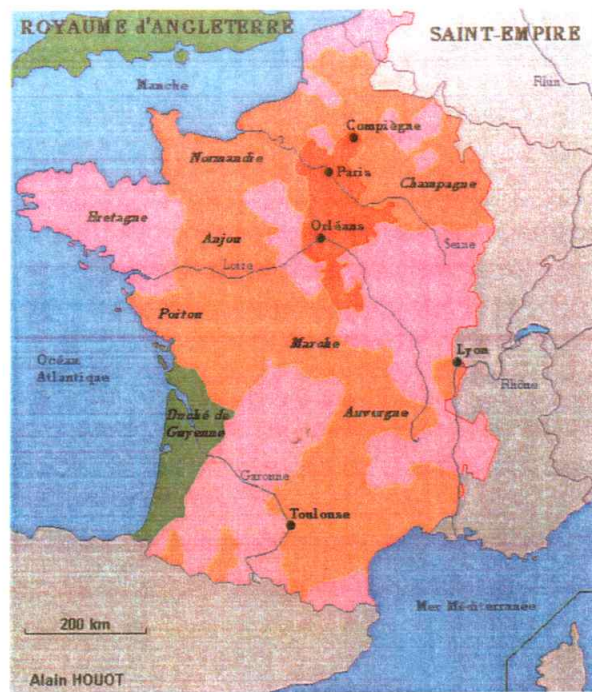 ROYAUME d'ANGLETERRE
SAINT-EMPIRE
Manche
Rhin
Compiègne
Normandie
Paris
Champagne
Bretagne
Orléans
Anjou
Seine
Loire
Poitou
Marche
Océan
Atlantique
Lyon
Rhône
Duché de
Guyenne
Auvergne
Garonne
Toulouse
Mer Méditerranée
200 km
Alain HOUOT